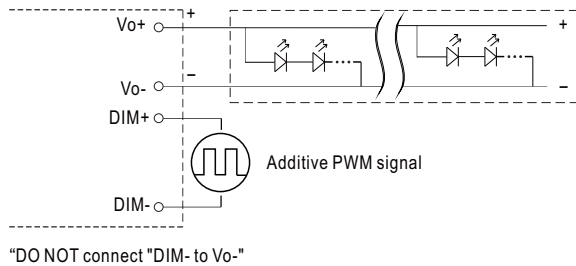 Vo+
+
+
Vo-
−
−
DIM+
Additive PWM signal
DIM-
“DO NOT connect "DIM- to Vo-"